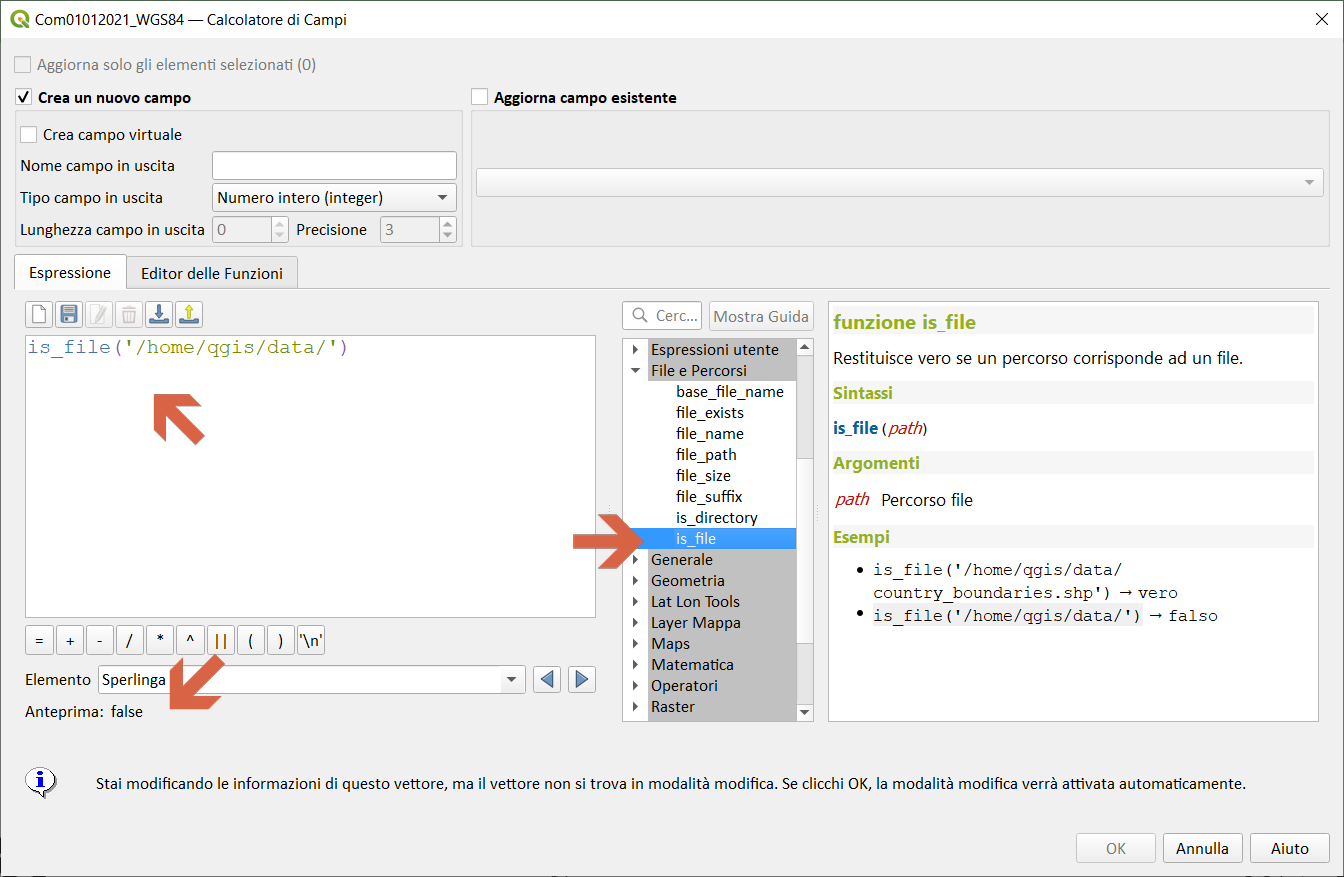 Com01012021_WGS84 — Calcolatore di Campi
Aggiorna solo gli elementi selezionati (0)
Crea un nuovo campo
Aggiorna campo esistente
Crea campo virtuale
Nome campo in uscita
Tipo campo in uscita Numero intero (integer)
Lunghezza campo in uscita 0 Precisione 3
Espressione Editor delle Funzioni
is_file('/home/qgis/data/')
= + - / * ^ || ( ) '\n'
Elemento Sperlinga
Anteprima: false
Cerc... Mostra Guida
Espressioni utente
File e Percorsi
base_file_name
file_exists
file_name
file_path
file_size
file_suffix
is_directory
is_file
Generale
Geometria
Lat Lon Tools
Layer Mappa
Maps
Matematica
Operatori
Raster
funzione is_file
Restituisce vero se un percorso corrisponde ad un file.
Sintassi
is_file (path)
Argomenti
path Percorso file
Esempi
• is_file('/home/qgis/data/
country_boundaries.shp') → vero
• is_file('/home/qgis/data/') → falso
Stai modificando le informazioni di questo vettore, ma il vettore non si trova in modalità modifica. Se clicchi OK, la modalità modifica verrà attivata automaticamente.
OK Annulla Aiuto